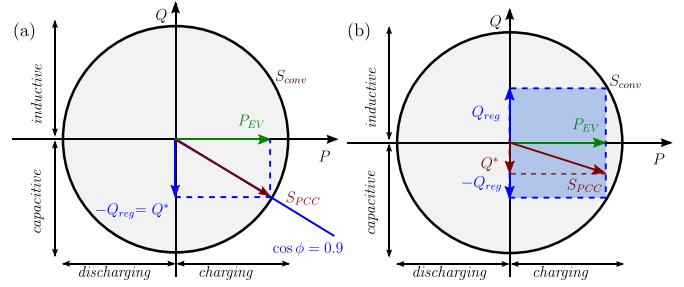 (a)
Q
inductive
capacitive
S_conv
P_EV
P
S_PCC
−Q_reg = Q*
cos ϕ = 0.9
discharging
charging
(b)
Q
inductive
capacitive
S_conv
Q_reg
P_EV
P
Q*
S_PCC
−Q_reg
discharging
charging